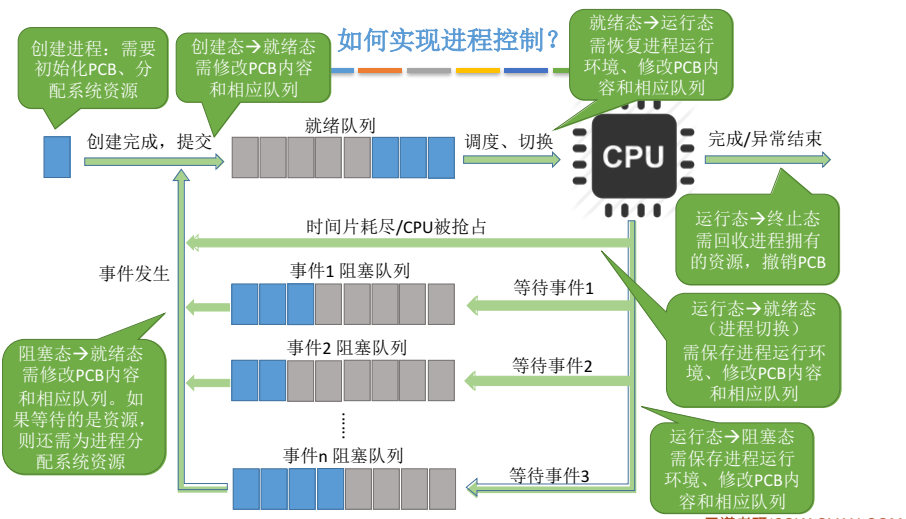 如何实现进程控制？
创建进程：需要
初始化PCB、分
配系统资源
创建态→就绪态
需修改PCB内容
和相应队列
就绪态→运行态
需恢复进程运行
环境、修改PCB内
容和相应队列
创建完成，提交
就绪队列
调度、切换
CPU
完成/异常结束
运行态→终止态
需回收进程拥有
的资源，撤销PCB
时间片耗尽/CPU被抢占
事件发生
事件1 阻塞队列
等待事件1
运行态→就绪态
（进程切换）
需保存进程运行环
境、修改PCB内容
和相应队列
阻塞态→就绪态
需修改PCB内容
和相应队列。如
果等待的是资源，
则还需为进程分
配系统资源
事件2 阻塞队列
等待事件2
......
事件n 阻塞队列
等待事件3
运行态→阻塞态
需保存进程运行
环境、修改PCB内
容和相应队列